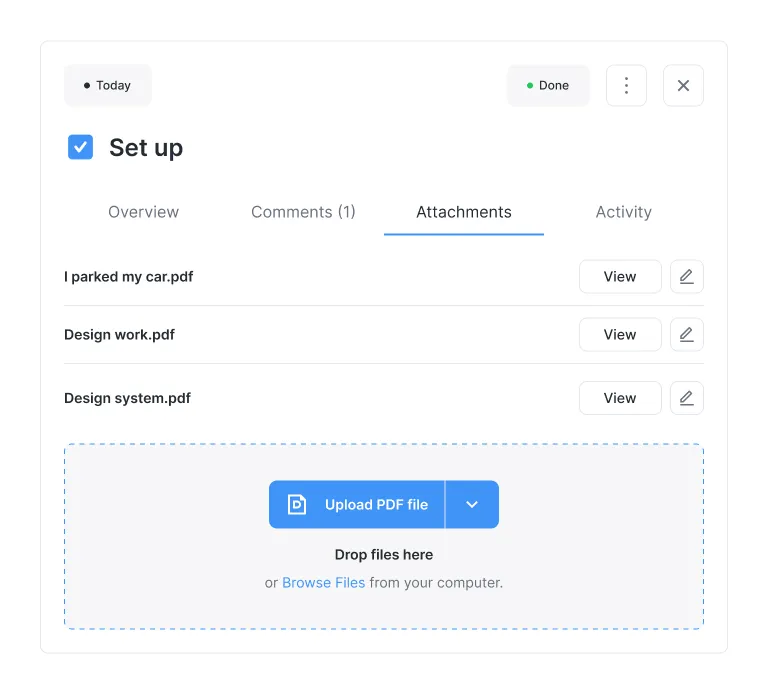 Today
Done
Set up
Overview Comments (1) Attachments Activity
I parked my car.pdf View
Design work.pdf View
Design system.pdf View
Upload PDF file
Drop files here
or Browse Files from your computer.